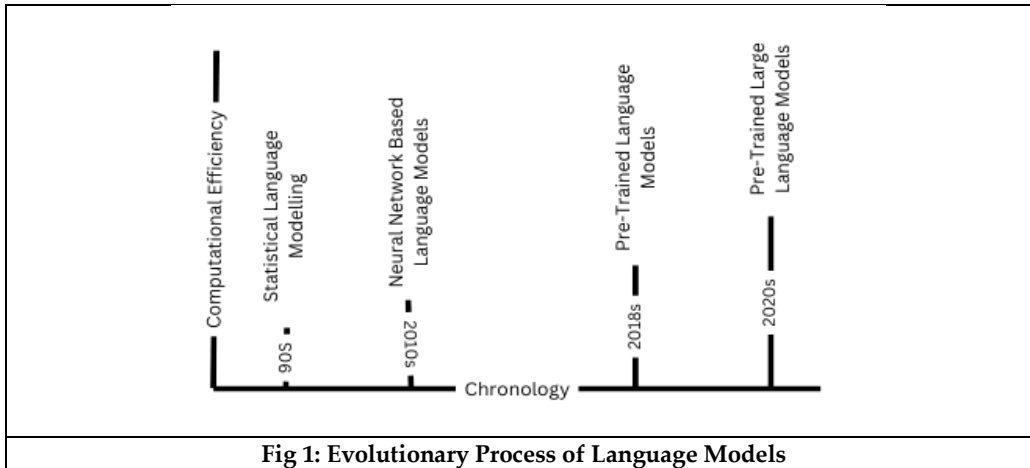 Computational Efficiency
Statistical Language
Modelling
90S
Neural Network Based
Language Models
2010s
Pre-Trained Language
Models
2018s
Pre-Trained Large
Language Models
2020s
Chronology
Fig 1: Evolutionary Process of Language Models